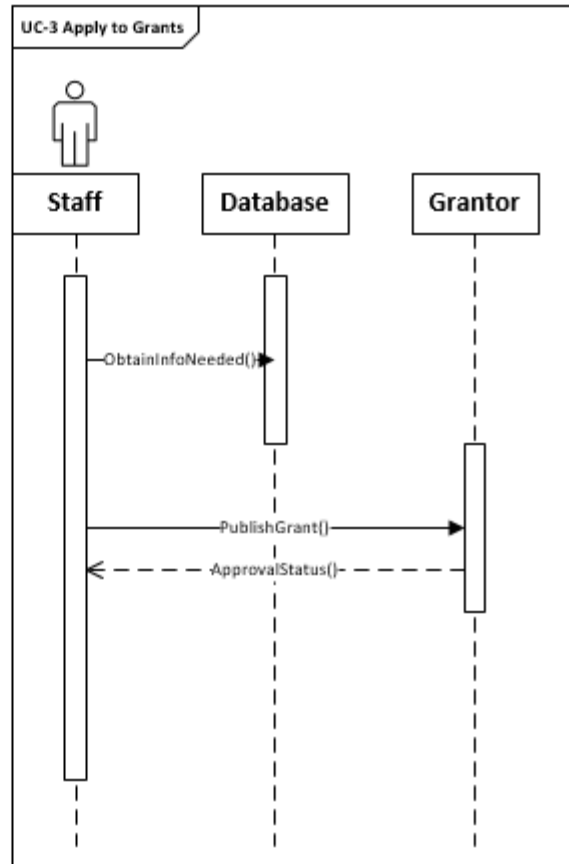 UC-3 Apply to Grants
Staff
Database
Grantor
ObtainInfoNeeded()
PublishGrant()
ApprovalStatus()